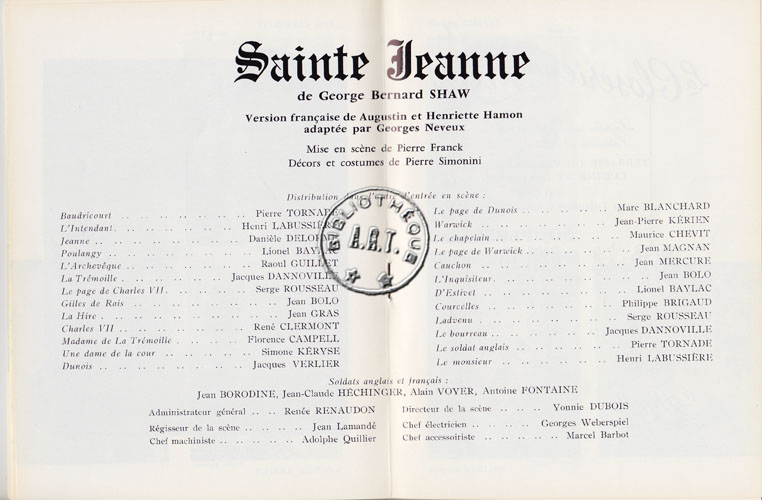 Sainte Jeanne
de George Bernard SHAW
Version française de Augustin et Henriette Hamon
adaptée par Georges Neveux
Mise en scène de Pierre Franck
Décors et costumes de Pierre Simonini
Distribution dans l'ordre d'entrée en scène :
Baudricourt .. .. .. .. .. .. Pierre TORNADE
L'Intendant .. .. .. .. .. .. Henri LABUSSIÈRE
Jeanne .. .. .. .. .. .. Danièle DELORME
Poulangy .. .. .. .. .. .. Lionel BAYLAC
L'Archevêque .. .. .. .. .. Raoul GUILLET
La Trémoille .. .. .. .. .. Jacques DANNOVILLE
Le page de Charles VII .. .. .. .. Serge ROUSSEAU
Gilles de Rais .. .. .. .. .. .. Jean BOLO
La Hire .. .. .. .. .. .. .. Jean GRAS
Charles VII .. .. .. .. .. René CLERMONT
Madame de La Trémoille .. .. .. Florence CAMPELL
Une dame de la cour .. .. .. .. Simone KÉRYSE
Dunois .. .. .. .. .. .. Jacques VERLIER
Le page de Dunois .. .. .. .. Marc BLANCHARD
Warwick .. .. .. .. .. Jean-Pierre KÉRIEN
Le chapelain .. .. .. .. .. Maurice CHEVIT
Le page de Warwick .. .. .. .. Jean MAGNAN
Cauchon .. .. .. .. .. .. Jean MERCURE
L'Inquisiteur .. .. .. .. .. .. Jean BOLO
D'Estivet .. .. .. .. .. .. Lionel BAYLAC
Courcelles .. .. .. .. .. Philippe BRIGAUD
Ladvenu .. .. .. .. .. .. Serge ROUSSEAU
Le bourreau .. .. .. .. .. Jacques DANNOVILLE
Le soldat anglais .. .. .. .. Pierre TORNADE
Le monsieur .. .. .. .. .. Henri LABUSSIÈRE
BIBLIOTHÈQUE
A.R.T.
Soldats anglais et français :
Jean BORODINE, Jean-Claude HÉCHINGER, Alain VOYER, Antoine FONTAINE
Administrateur général .. .. Renée RENAUDON
Régisseur de la scène .. .. .. Jean Lamandé
Chef machiniste .. .. .. .. Adolphe Quillier
Directeur de la scène .. .. .. Yonnie DUBOIS
Chef électricien .. .. .. .. Georges Weberspiel
Chef accessoiriste .. .. .. .. Marcel Barbot